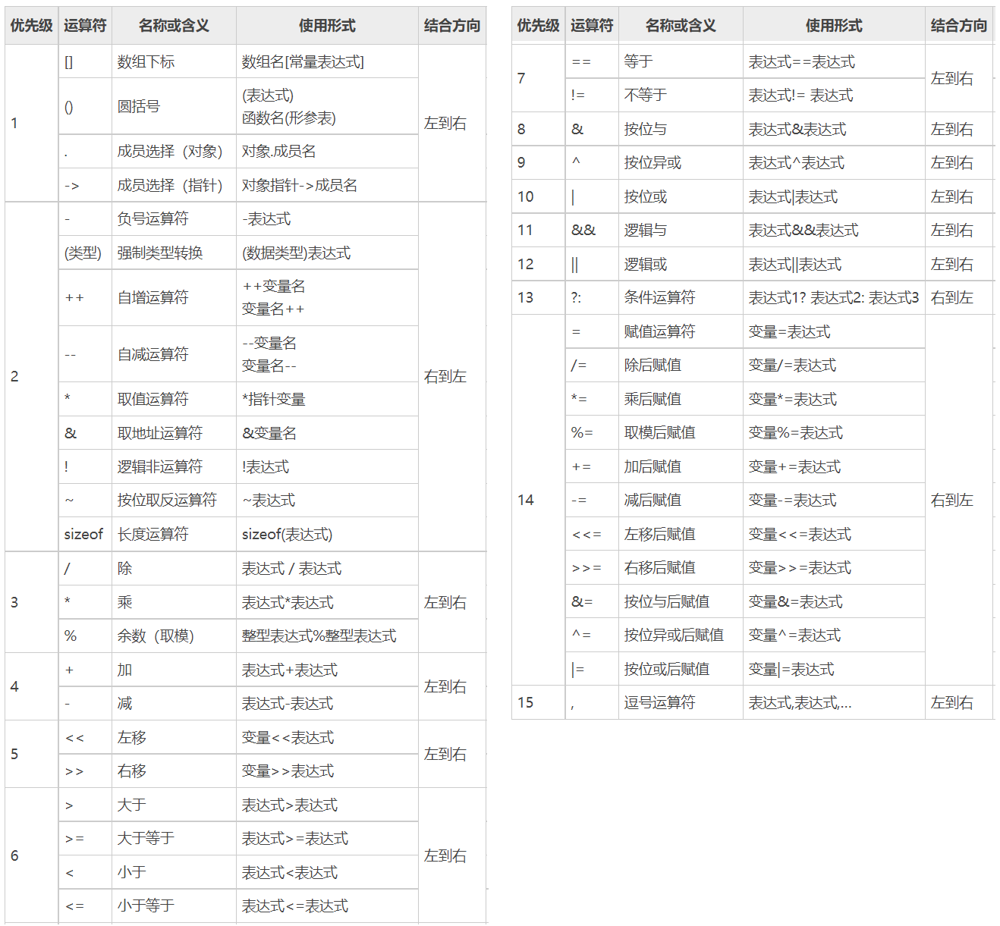 优先级 运算符 名称或含义 使用形式 结合方向
1 [] 数组下标 数组名[常量表达式] 左到右
() 圆括号 (表达式)
函数名(形参表)
. 成员选择（对象） 对象.成员名
-> 成员选择（指针） 对象指针->成员名
2 - 负号运算符 -表达式 右到左
(类型) 强制类型转换 (数据类型)表达式
++ 自增运算符 ++变量名
变量名++
-- 自减运算符 --变量名
变量名--
* 取值运算符 *指针变量
& 取地址运算符 &变量名
! 逻辑非运算符 !表达式
~ 按位取反运算符 ~表达式
sizeof 长度运算符 sizeof(表达式)
3 / 除 表达式 / 表达式 左到右
* 乘 表达式*表达式
% 余数（取模） 整型表达式%整型表达式
4 + 加 表达式+表达式 左到右
- 减 表达式-表达式
5 << 左移 变量<<表达式 左到右
>> 右移 变量>>表达式
6 > 大于 表达式>表达式 左到右
>= 大于等于 表达式>=表达式
< 小于 表达式<表达式
<= 小于等于 表达式<=表达式
优先级 运算符 名称或含义 使用形式 结合方向
7 == 等于 表达式==表达式 左到右
!= 不等于 表达式!= 表达式
8 & 按位与 表达式&表达式 左到右
9 ^ 按位异或 表达式^表达式 左到右
10 | 按位或 表达式|表达式 左到右
11 && 逻辑与 表达式&&表达式 左到右
12 || 逻辑或 表达式||表达式 左到右
13 ?: 条件运算符 表达式1? 表达式2: 表达式3 右到左
14 = 赋值运算符 变量=表达式 右到左
/= 除后赋值 变量/=表达式
*= 乘后赋值 变量*=表达式
%= 取模后赋值 变量%=表达式
+= 加后赋值 变量+=表达式
-= 减后赋值 变量-=表达式
<<= 左移后赋值 变量<<=表达式
>>= 右移后赋值 变量>>=表达式
&= 按位与后赋值 变量&=表达式
^= 按位异或后赋值 变量^=表达式
|= 按位或后赋值 变量|=表达式
15 , 逗号运算符 表达式,表达式,... 左到右